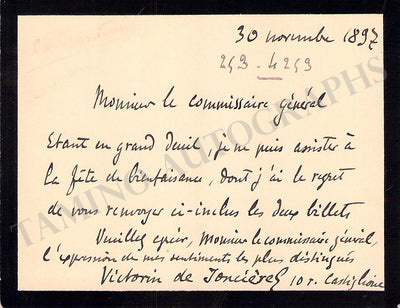 30 novembre 1897
243 - 4243
Monsieur le commissaire général
Etant en grand deuil, je ne puis assister à
la fête de bienfaisance, dont j'ai le regret
de vous renvoyer ci-inclus les deux billets
Veuillez agréer, Monsieur le commissaire général,
l'expression de mes sentiments les plus distingués
Victorin de Joncières 10 r. Castiglione
TAMINO AUTOGRAPHS